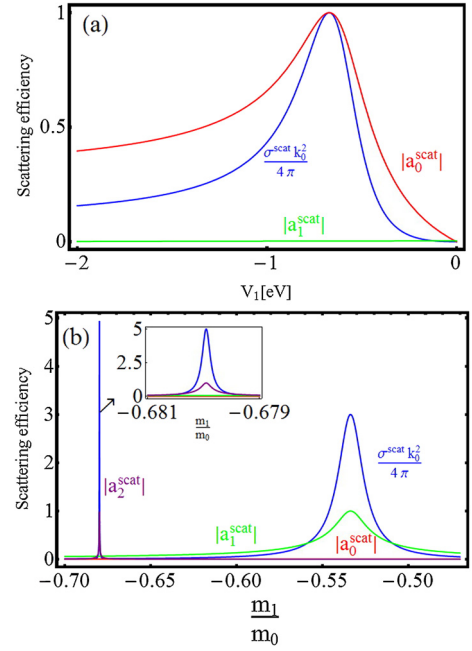 (a)
Scattering efficiency
1
0.5
0
σ^scat k_0^2 / 4 π
|a_0^scat|
|a_1^scat|
−2
−1
0
V_1[eV]
(b)
Scattering efficiency
5
4
3
2
1
0
5
2.5
0
−0.681
−0.679
m_1/m_0
|a_2^scat|
|a_1^scat|
|a_0^scat|
σ^scat k_0^2 / 4 π
−0.70
−0.65
−0.60
−0.55
−0.50
m_1/m_0